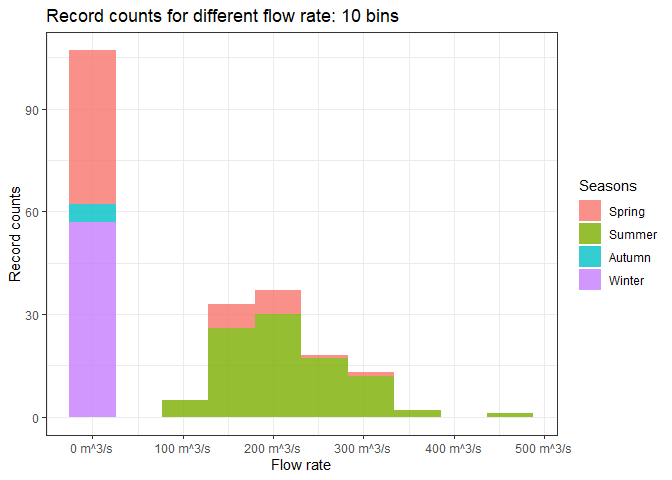 Record counts for different flow rate: 10 bins
Record counts
90
60
30
0
0 m^3/s
100 m^3/s
200 m^3/s
300 m^3/s
400 m^3/s
500 m^3/s
Flow rate
Seasons
Spring
Summer
Autumn
Winter